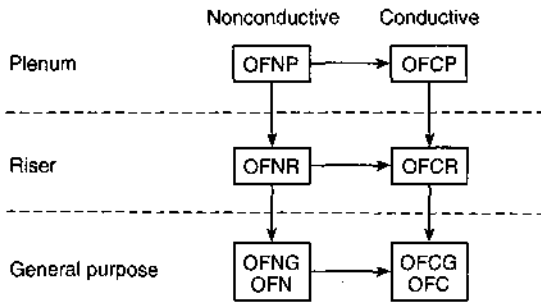 Nonconductive Conductive
Plenum OFNP OFCP
Riser OFNR OFCR
General purpose OFNG OFCG
OFN OFC